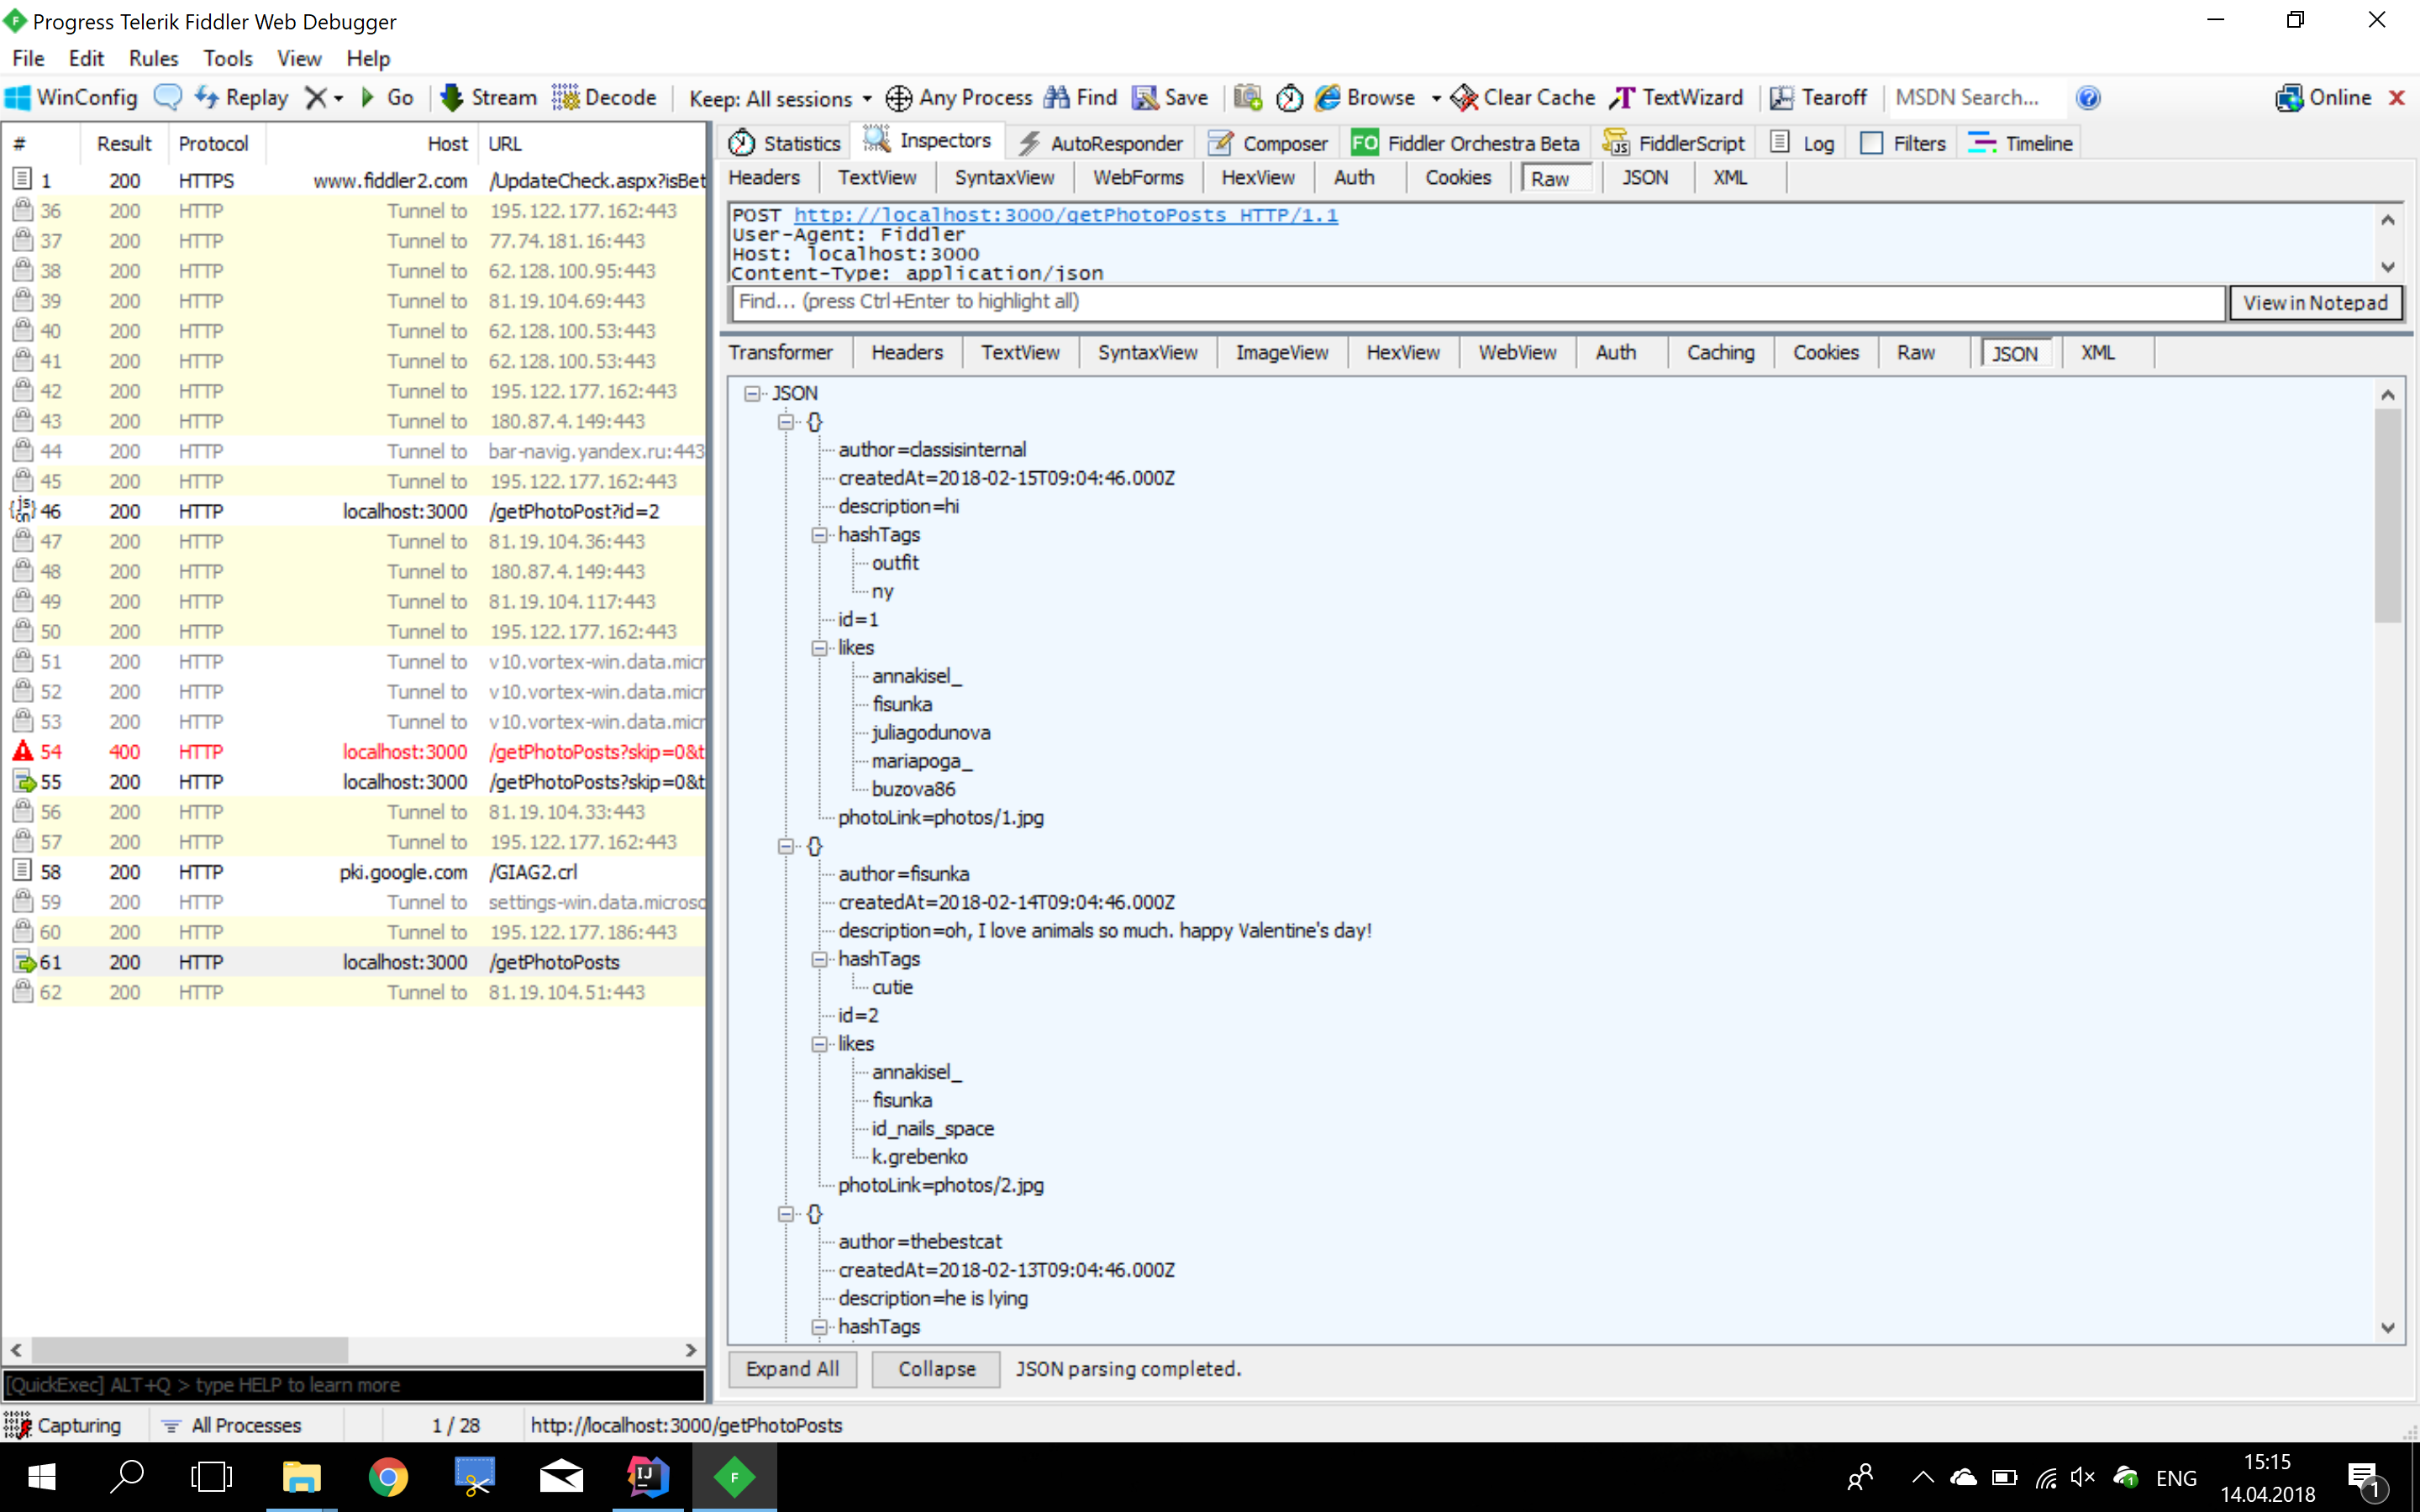 Progress Telerik Fiddler Web Debugger
File Edit Rules Tools View Help
WinConfig Replay Go Stream Decode Keep: All sessions Any Process Find Save Browse Clear Cache TextWizard Tearoff MSDN Search... Online
# Result Protocol Host URL
1 200 HTTPS www.fiddler2.com /UpdateCheck.aspx?isBet
36 200 HTTP Tunnel to 195.122.177.162:443
37 200 HTTP Tunnel to 77.74.181.16:443
38 200 HTTP Tunnel to 62.128.100.95:443
39 200 HTTP Tunnel to 81.19.104.69:443
40 200 HTTP Tunnel to 62.128.100.53:443
41 200 HTTP Tunnel to 62.128.100.53:443
42 200 HTTP Tunnel to 195.122.177.162:443
43 200 HTTP Tunnel to 180.87.4.149:443
44 200 HTTP Tunnel to bar-navig.yandex.ru:443
45 200 HTTP Tunnel to 195.122.177.162:443
46 200 HTTP localhost:3000 /getPhotoPost?id=2
47 200 HTTP Tunnel to 81.19.104.36:443
48 200 HTTP Tunnel to 180.87.4.149:443
49 200 HTTP Tunnel to 81.19.104.117:443
50 200 HTTP Tunnel to 195.122.177.162:443
51 200 HTTP Tunnel to v10.vortex-win.data.micr
52 200 HTTP Tunnel to v10.vortex-win.data.micr
53 200 HTTP Tunnel to v10.vortex-win.data.micr
54 400 HTTP localhost:3000 /getPhotoPosts?skip=0&t
55 200 HTTP localhost:3000 /getPhotoPosts?skip=0&t
56 200 HTTP Tunnel to 81.19.104.33:443
57 200 HTTP Tunnel to 195.122.177.162:443
58 200 HTTP pki.google.com /GIAG2.crl
59 200 HTTP Tunnel to settings-win.data.microsc
60 200 HTTP Tunnel to 195.122.177.186:443
61 200 HTTP localhost:3000 /getPhotoPosts
62 200 HTTP Tunnel to 81.19.104.51:443
[QuickExec] ALT+Q > type HELP to learn more
Statistics Inspectors AutoResponder Composer FO Fiddler Orchestra Beta FiddlerScript Log Filters Timeline
Headers TextView SyntaxView WebForms HexView Auth Cookies Raw JSON XML
POST http://localhost:3000/getPhotoPosts HTTP/1.1
User-Agent: Fiddler
Host: localhost:3000
Content-Type: application/json
Find... (press Ctrl+Enter to highlight all) View in Notepad
Transformer Headers TextView SyntaxView ImageView HexView WebView Auth Caching Cookies Raw JSON XML
JSON
{}
author=classisinternal
createdAt=2018-02-15T09:04:46.000Z
description=hi
hashTags
outfit
ny
id=1
likes
annakisel_
fisunka
juliagodunova
mariapoga_
buzova86
photoLink=photos/1.jpg
{}
author=fisunka
createdAt=2018-02-14T09:04:46.000Z
description=oh, I love animals so much. happy Valentine's day!
hashTags
cutie
id=2
likes
annakisel_
fisunka
id_nails_space
k.grebenko
photoLink=photos/2.jpg
{}
author=thebestcat
createdAt=2018-02-13T09:04:46.000Z
description=he is lying
hashTags
Expand All Collapse JSON parsing completed.
Capturing All Processes 1 / 28 http://localhost:3000/getPhotoPosts
ENG
15:15
14.04.2018
1